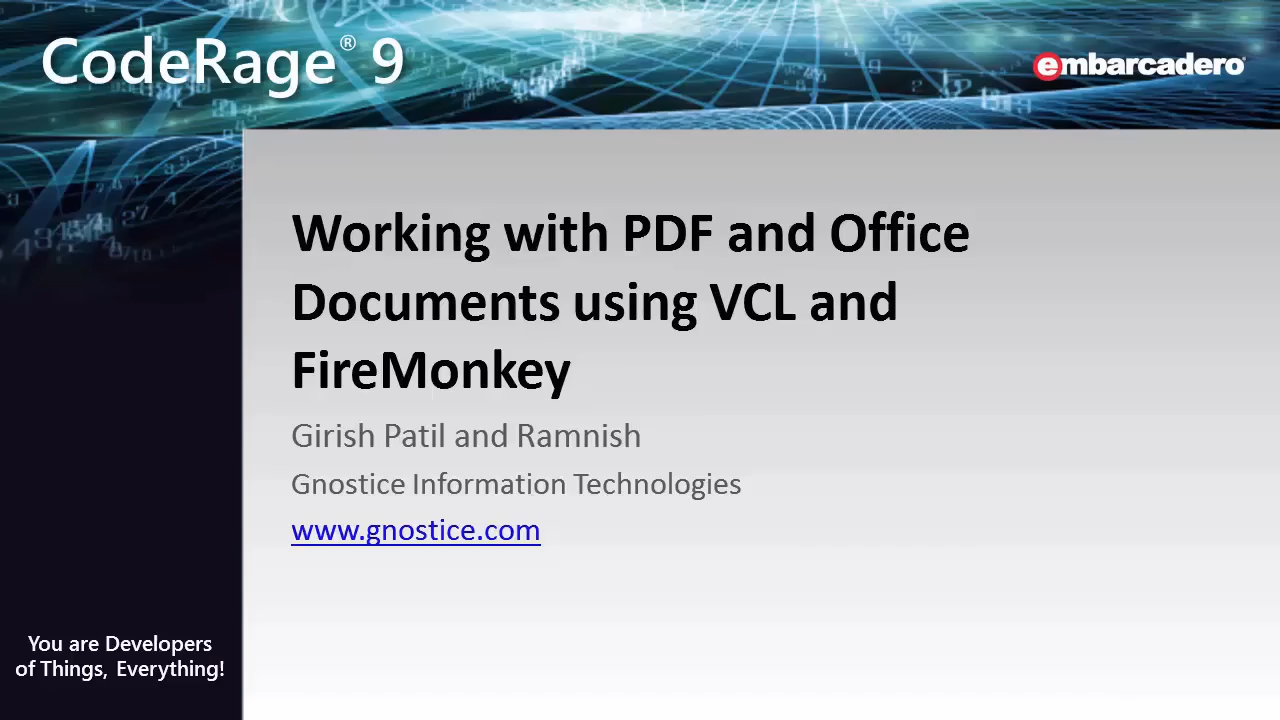 CodeRage® 9
embarcadero®
Working with PDF and Office
Documents using VCL and
FireMonkey
Girish Patil and Ramnish
Gnostice Information Technologies
www.gnostice.com
You are Developers
of Things, Everything!